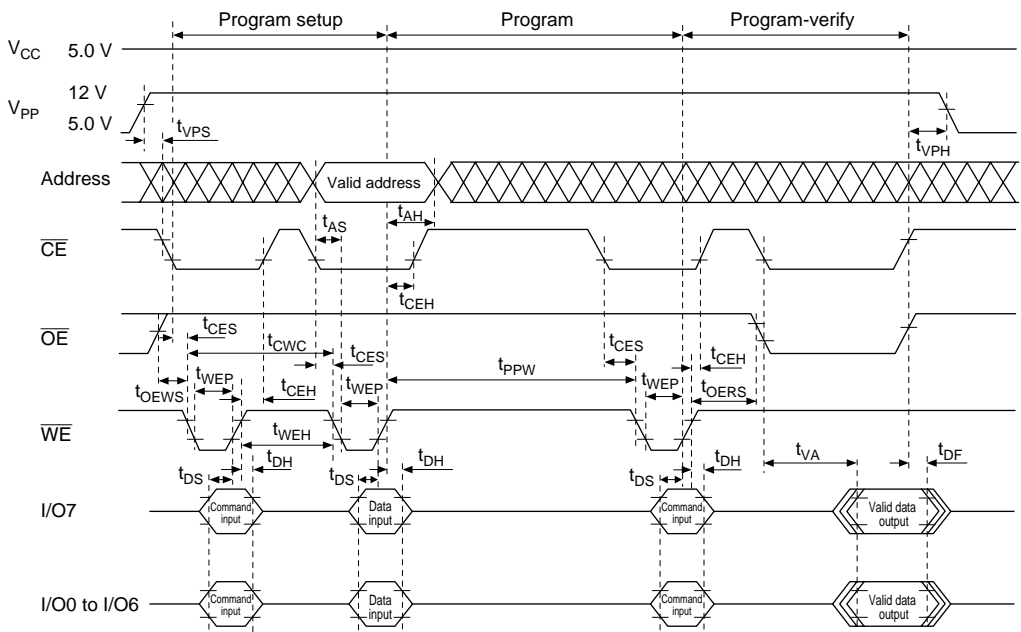 Program setup Program Program-verify
VCC 5.0 V
12 V
VPP
5.0 V
tVPS
tVPH
Address Valid address
tAS tAH
CE
tCEH
OE
tCES tCWC tCES tCES tCEH
tOEWS tWEP tCEH tWEP tPPW tWEP tOERS
WE
tWEH
tDS tDH tDS tDH tDS tDH tVA tDF
I/O7 Command input Data input Command input Valid data output
I/O0 to I/O6 Command input Data input Command input Valid data output